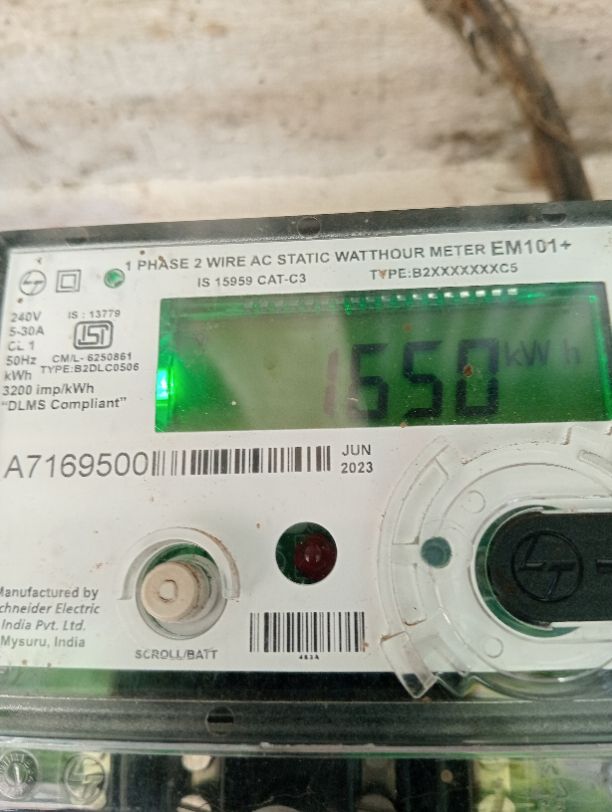 1 PHASE 2 WIRE AC STATIC WATTHOUR METER EM101+
IS 15959 CAT-C3 TYPE:B2XXXXXXXC5
240V IS : 13779
5-30A
CL 1
50Hz CM/L- 6250861
kWh TYPE:B2DLC0506
3200 imp/kWh
"DLMS Compliant"
1650 kWh
A7169500 JUN
2023
Manufactured by
Schneider Electric
India Pvt. Ltd.
Mysuru, India
SCROLL/BATT
LT